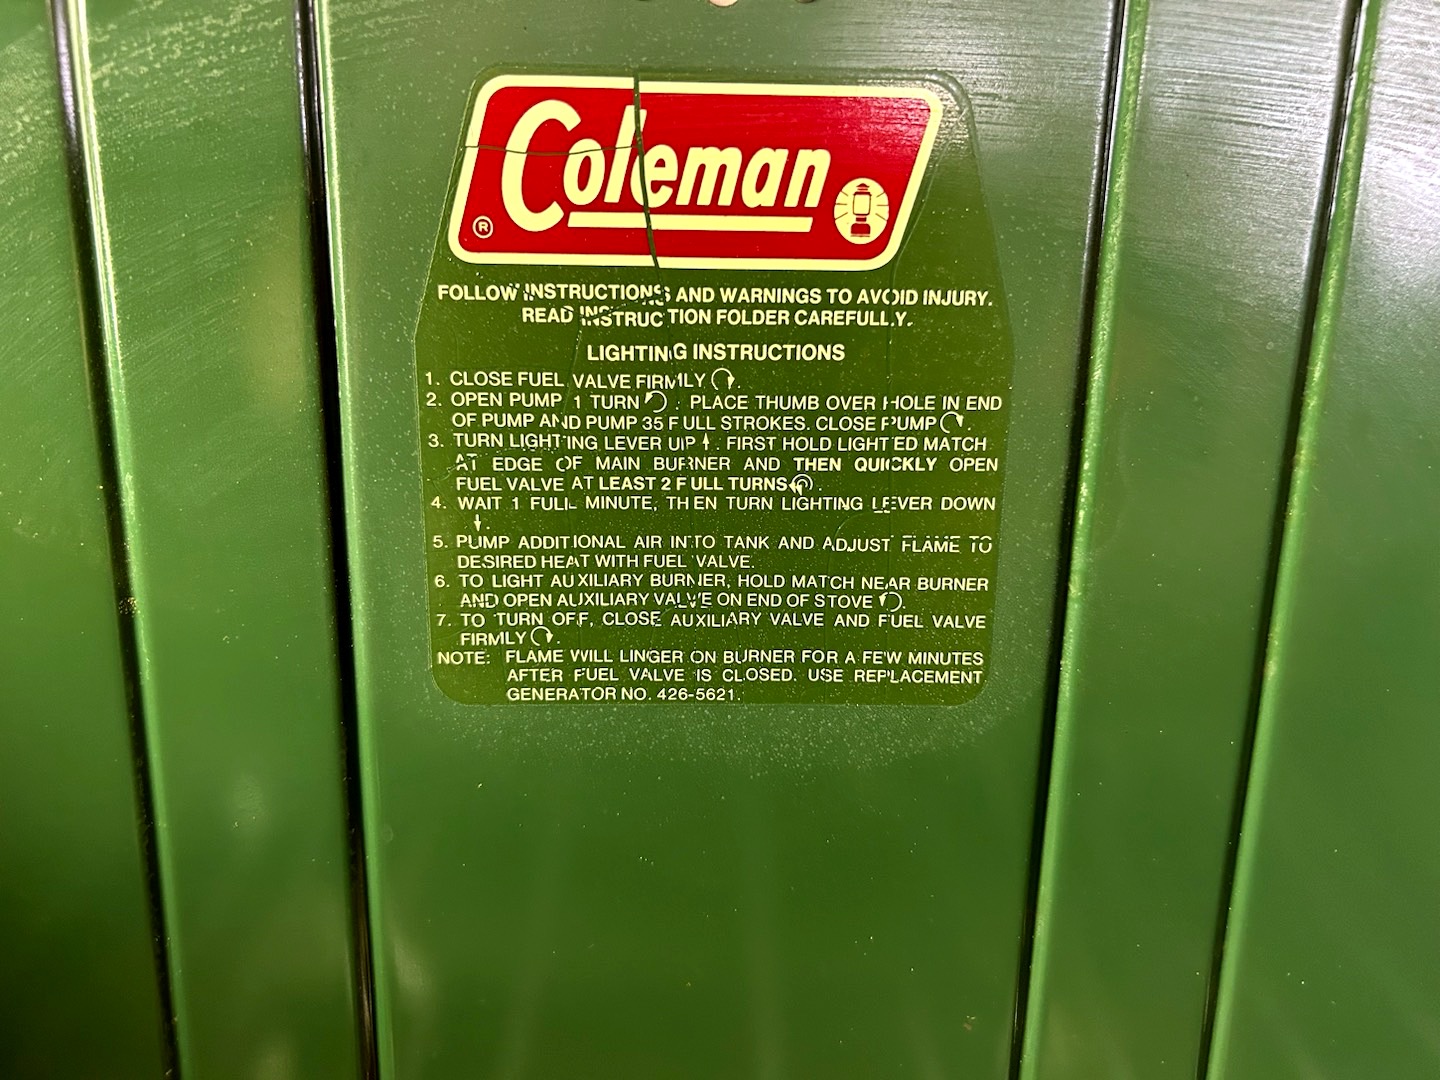 Coleman
®
FOLLOW INSTRUCTIONS AND WARNINGS TO AVOID INJURY.
READ INSTRUCTION FOLDER CAREFULLY.
LIGHTING INSTRUCTIONS
1. CLOSE FUEL VALVE FIRMLY ↻.
2. OPEN PUMP 1 TURN ↺. PLACE THUMB OVER HOLE IN END
OF PUMP AND PUMP 35 FULL STROKES. CLOSE PUMP ↻.
3. TURN LIGHTING LEVER UP ↑. FIRST HOLD LIGHTED MATCH
AT EDGE OF MAIN BURNER AND THEN QUICKLY OPEN
FUEL VALVE AT LEAST 2 FULL TURNS ↺.
4. WAIT 1 FULL MINUTE, THEN TURN LIGHTING LEVER DOWN
↓.
5. PUMP ADDITIONAL AIR INTO TANK AND ADJUST FLAME TO
DESIRED HEAT WITH FUEL VALVE.
6. TO LIGHT AUXILIARY BURNER, HOLD MATCH NEAR BURNER
AND OPEN AUXILIARY VALVE ON END OF STOVE ↺.
7. TO TURN OFF, CLOSE AUXILIARY VALVE AND FUEL VALVE
FIRMLY ↻.
NOTE: FLAME WILL LINGER ON BURNER FOR A FEW MINUTES
AFTER FUEL VALVE IS CLOSED. USE REPLACEMENT
GENERATOR NO. 426-5621.